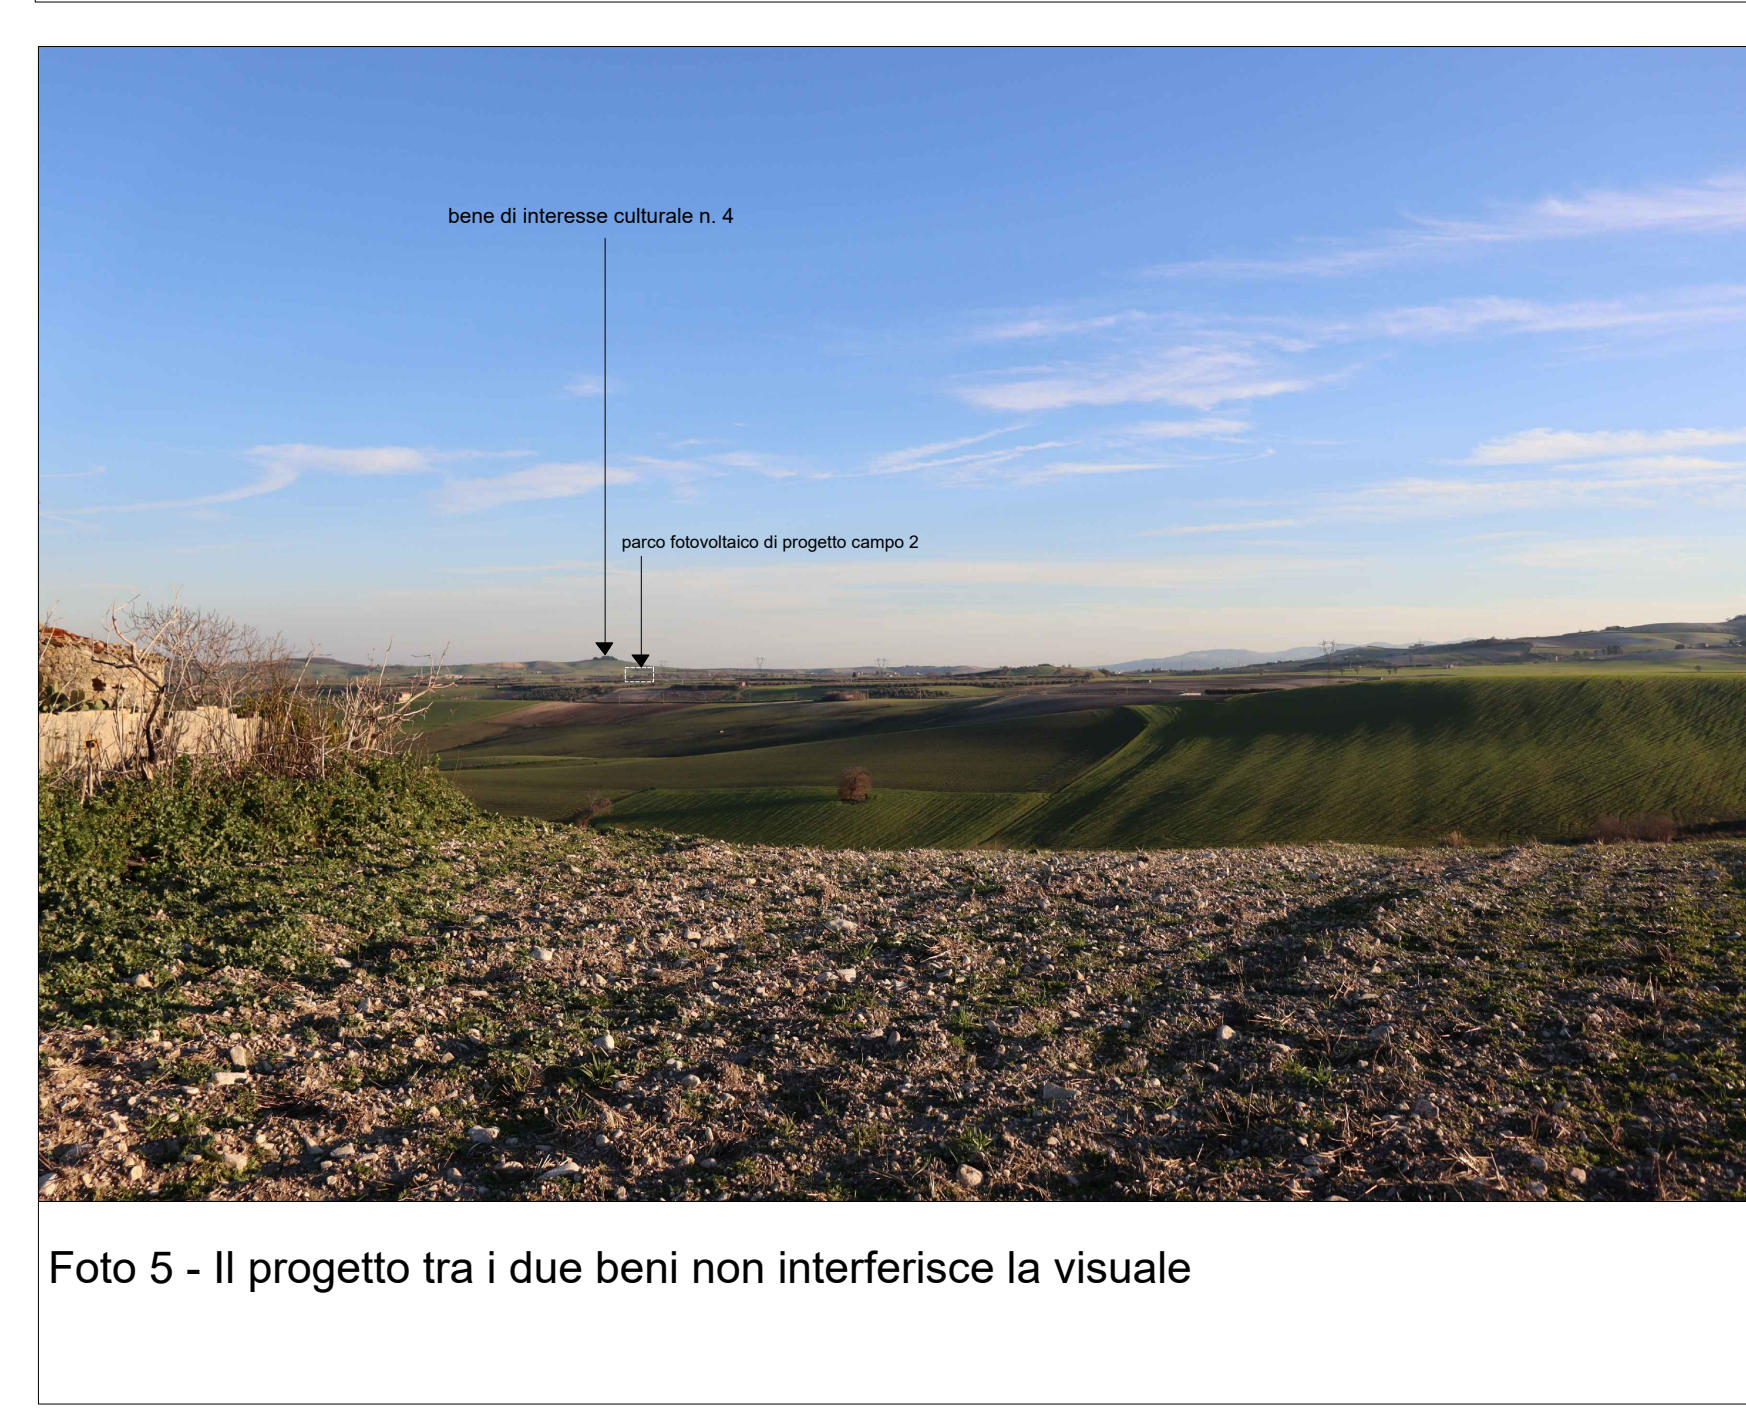 bene di interesse culturale n. 4
parco fotovoltaico di progetto campo 2
Foto 5 - Il progetto tra i due beni non interferisce la visuale